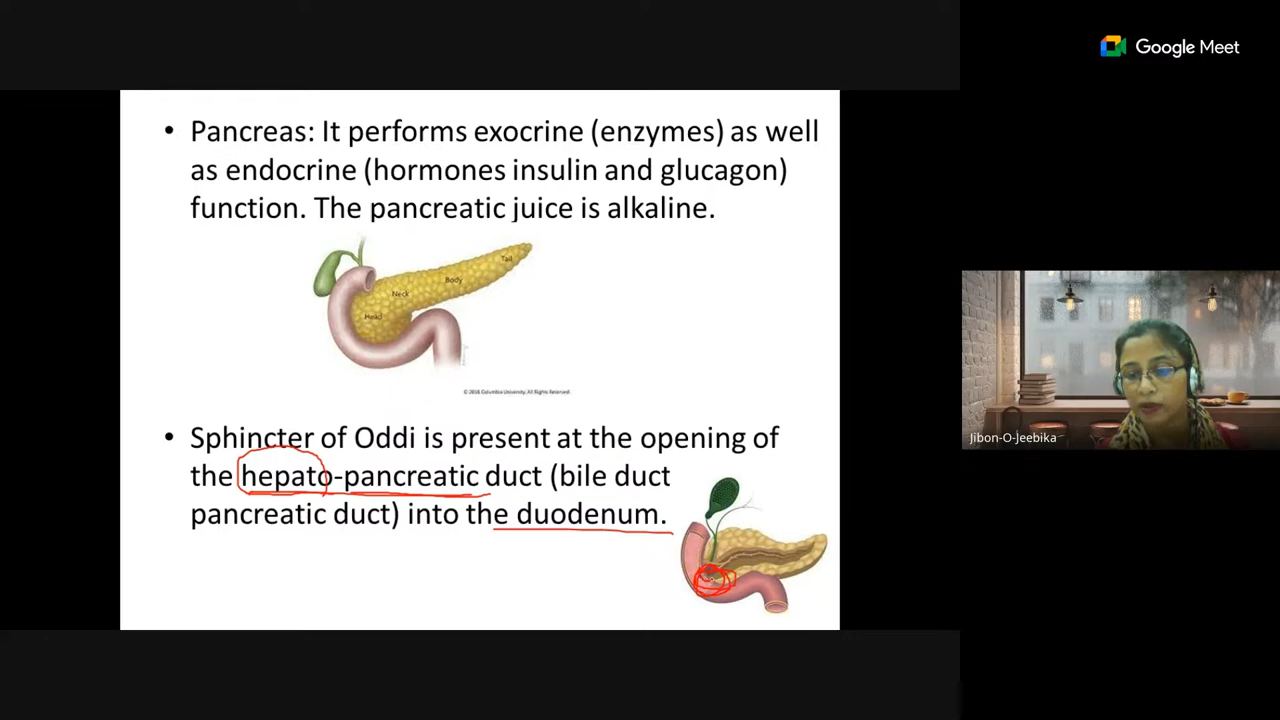 Google Meet
• Pancreas: It performs exocrine (enzymes) as well
as endocrine (hormones insulin and glucagon)
function. The pancreatic juice is alkaline.
Tail
Body
Neck
Head
© 2016 Columbia University, All Rights Reserved
• Sphincter of Oddi is present at the opening of
the hepato-pancreatic duct (bile duct
pancreatic duct) into the duodenum.
Jibon-O-Jeebika